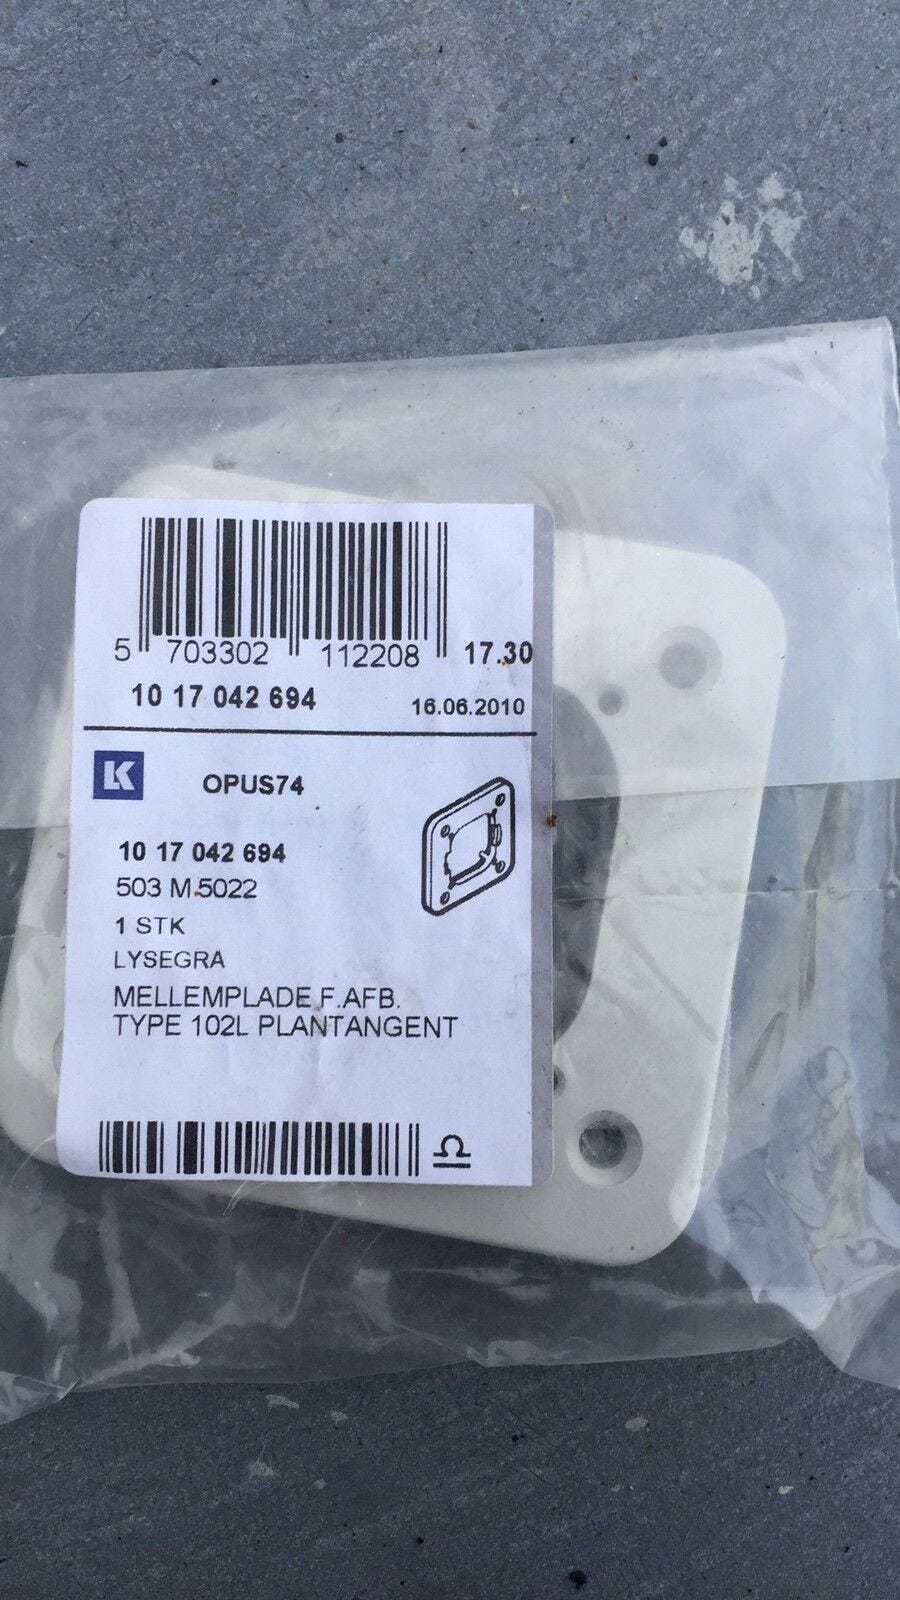 5 703302 112208 17.30
10 17 042 694 16.06.2010
LK OPUS74
10 17 042 694
503 M 5022
1 STK
LYSEGRA
MELLEMPLADE F.AFB.
TYPE 102L PLANTANGENT